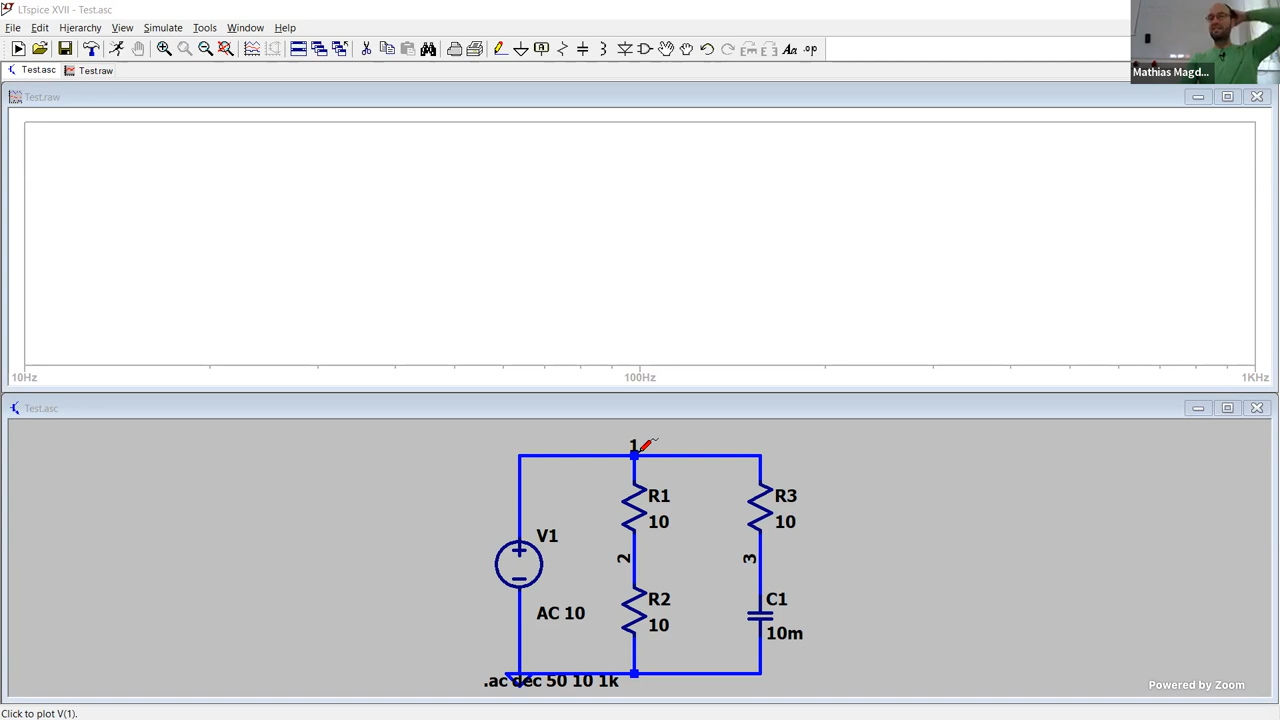 LTspice XVII - Test.asc
File Edit Hierarchy View Simulate Tools Window Help
Aa .op
Test.asc Test.raw
Mathias Magd...
Test.raw
10Hz 100Hz 1KHz
Test.asc
1
R1
10
R3
10
V1
2
3
AC 10
R2
10
C1
10m
.ac dec 50 10 1k
Powered by Zoom
Click to plot V(1).